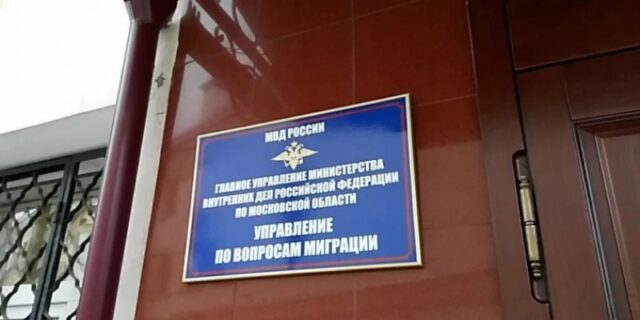 МВД РОССИИ
ГЛАВНОЕ УПРАВЛЕНИЕ МИНИСТЕРСТВА
ВНУТРЕННИХ ДЕЛ РОССИЙСКОЙ ФЕДЕРАЦИИ
ПО МОСКОВСКОЙ ОБЛАСТИ
УПРАВЛЕНИЕ
ПО ВОПРОСАМ МИГРАЦИИ